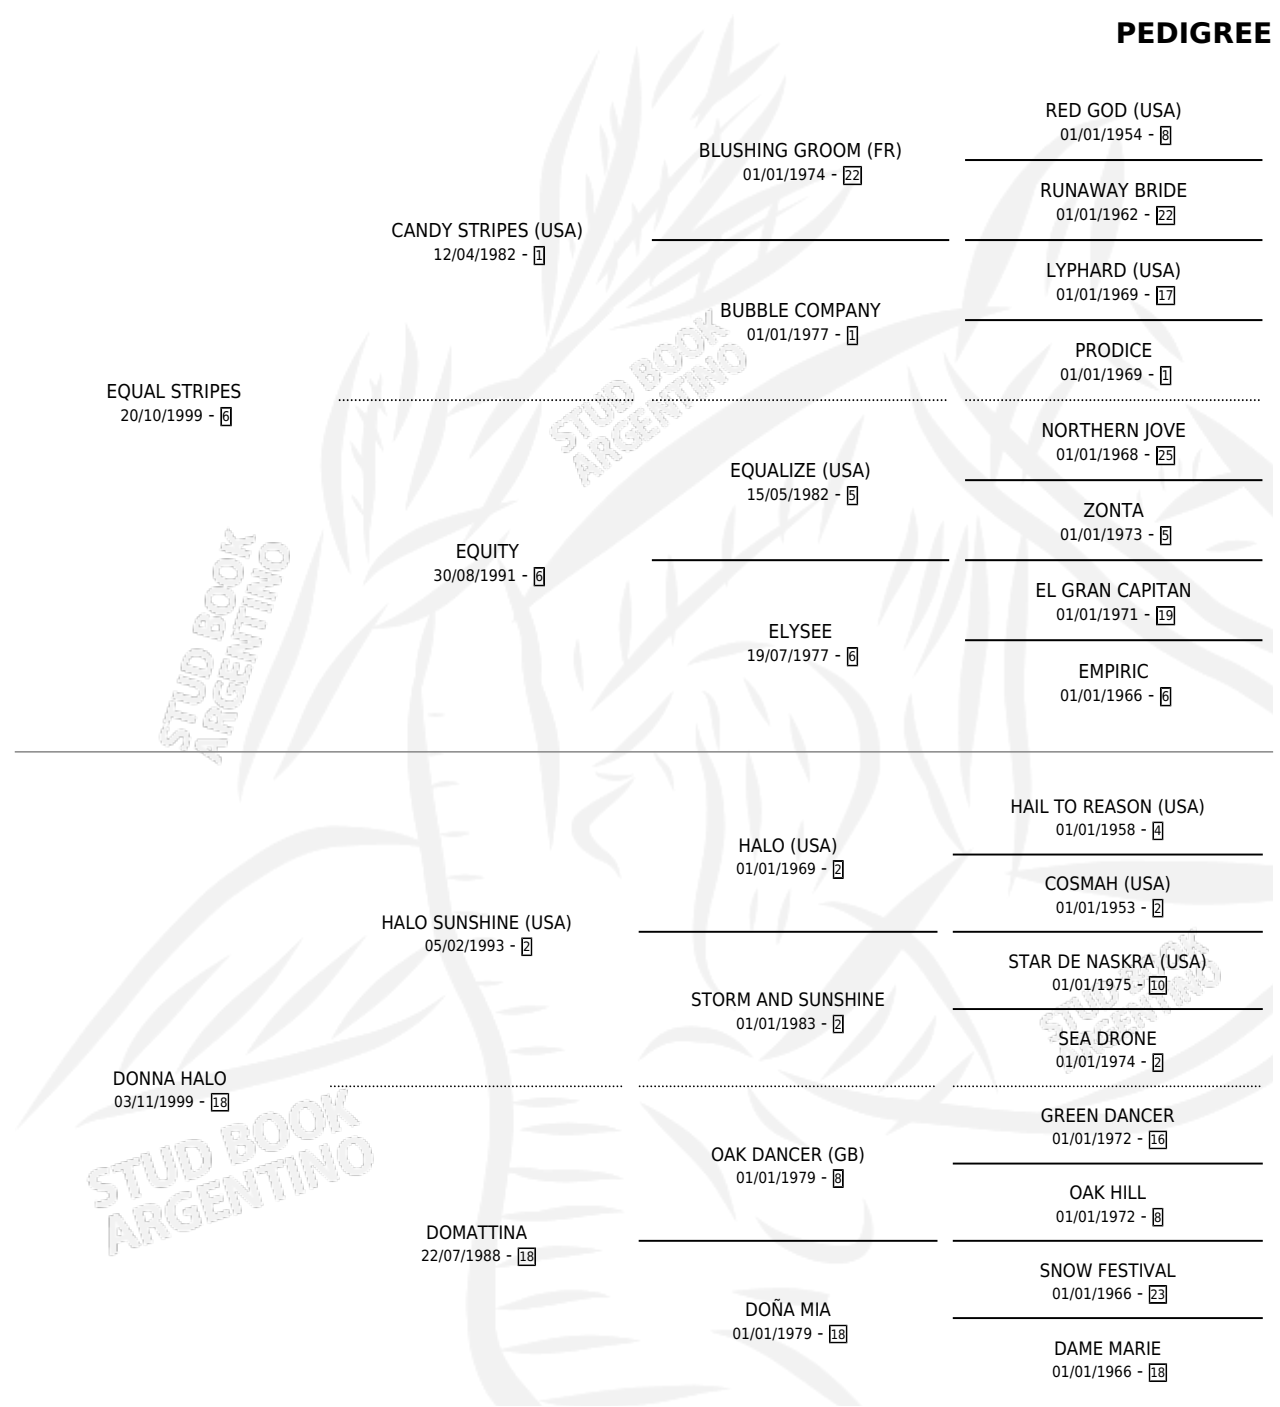 PEDIGREE
RED GOD (USA)
01/01/1954 - 8
BLUSHING GROOM (FR)
01/01/1974 - 22
RUNAWAY BRIDE
01/01/1962 - 22
CANDY STRIPES (USA)
12/04/1982 - 1
LYPHARD (USA)
01/01/1969 - 17
BUBBLE COMPANY
01/01/1977 - 1
PRODICE
01/01/1969 - 1
EQUAL STRIPES
20/10/1999 - 6
NORTHERN JOVE
01/01/1968 - 25
EQUALIZE (USA)
15/05/1982 - 5
ZONTA
01/01/1973 - 5
EQUITY
30/08/1991 - 6
EL GRAN CAPITAN
01/01/1971 - 19
ELYSEE
19/07/1977 - 6
EMPIRIC
01/01/1966 - 6
HAIL TO REASON (USA)
01/01/1958 - 4
HALO (USA)
01/01/1969 - 2
COSMAH (USA)
01/01/1953 - 2
HALO SUNSHINE (USA)
05/02/1993 - 2
STAR DE NASKRA (USA)
01/01/1975 - 10
STORM AND SUNSHINE
01/01/1983 - 2
SEA DRONE
01/01/1974 - 2
DONNA HALO
03/11/1999 - 18
GREEN DANCER
01/01/1972 - 16
OAK DANCER (GB)
01/01/1979 - 8
OAK HILL
01/01/1972 - 8
DOMATTINA
22/07/1988 - 18
SNOW FESTIVAL
01/01/1966 - 23
DOÑA MIA
01/01/1979 - 18
DAME MARIE
01/01/1966 - 18
STUD BOOK
ARGENTINO
STUD BOOK
ARGENTINO
STUD BOOK
ARGENTINO
STUD BOOK
ARGENTINO